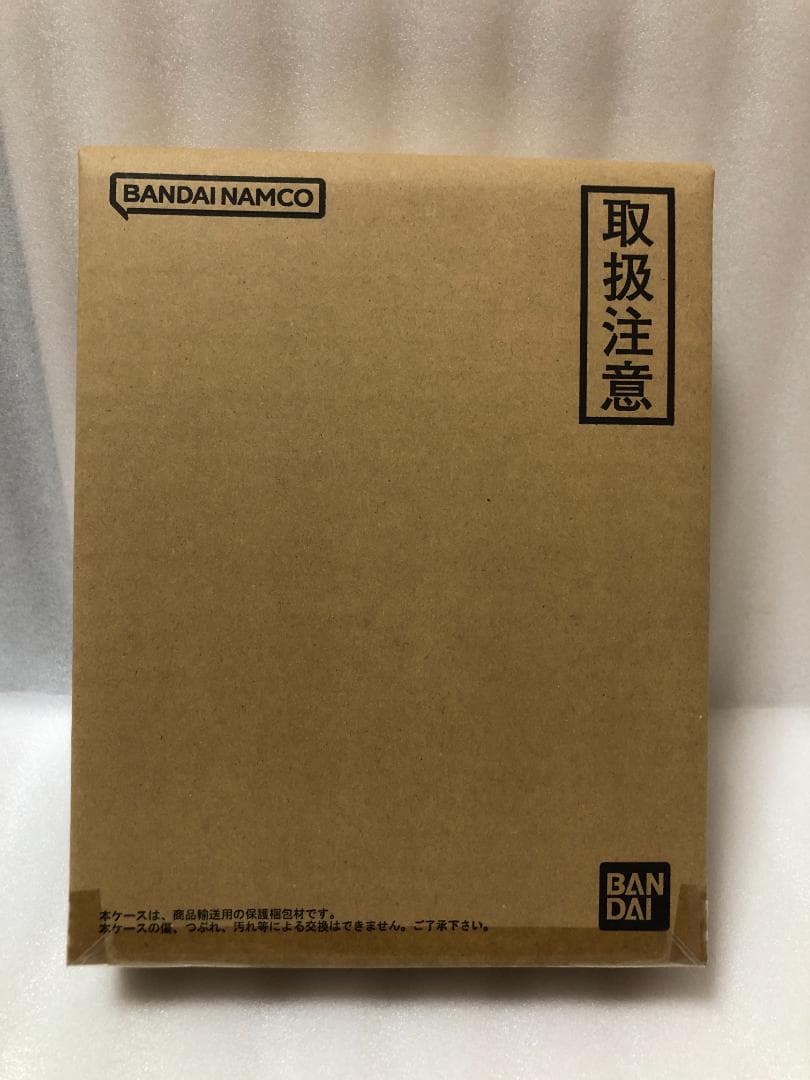 BANDAI NAMCO
取扱注意
本ケースは、商品輸送用の保護梱包材です。
本ケースの傷、つぶれ、汚れ等による交換はできません。ご了承下さい。
BAN
DAI